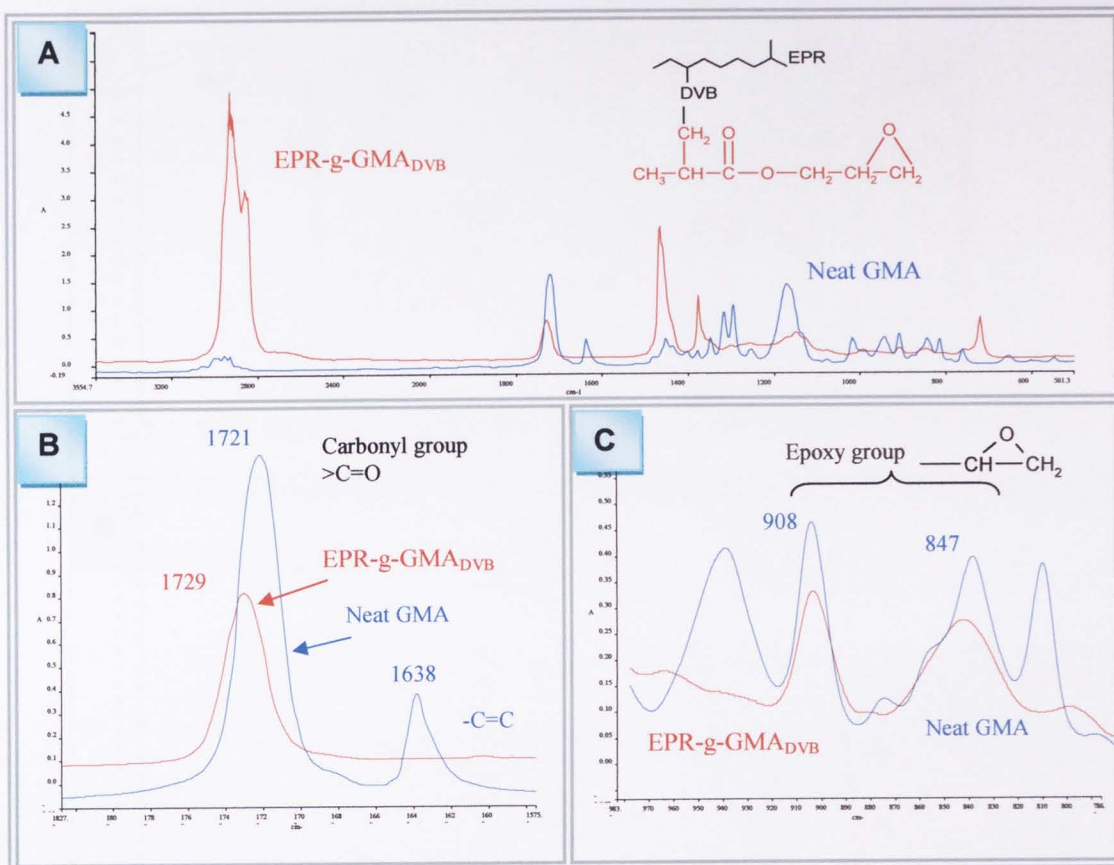 A
EPR
DVB
CH2
O
O
CH3—CH—C—O—CH2—CH2—CH2
EPR-g-GMADVB
Neat GMA
4.5
4.0
3.5
3.0
A
2.5
2.0
1.5
1.0
0.5
0.0
-0.19
3554.7 3200 2800 2400 2000 1800 1600 1400 1200 1000 800 600 501.3
cm-1
B
1721
Carbonyl group
>C=O
1729
EPR-g-GMADVB
Neat GMA
1638
-C=C
1.2
1.1
1.0
0.9
0.8
A
0.7
0.6
0.5
0.4
0.3
0.2
0.1
0.0
1827. 180 178 176 174 172 170 168 166 164 162 160 1575.
cm-
C
Epoxy group
O
CH—CH2
908
847
EPR-g-GMADVB
Neat GMA
0.55
0.50
0.45
0.40
0.35
A
0.30
0.25
0.20
0.15
0.10
0.05
0.00
983. 970 960 950 940 930 920 910 900 890 880 870 860 850 840 830 820 810 800 786.
cm-